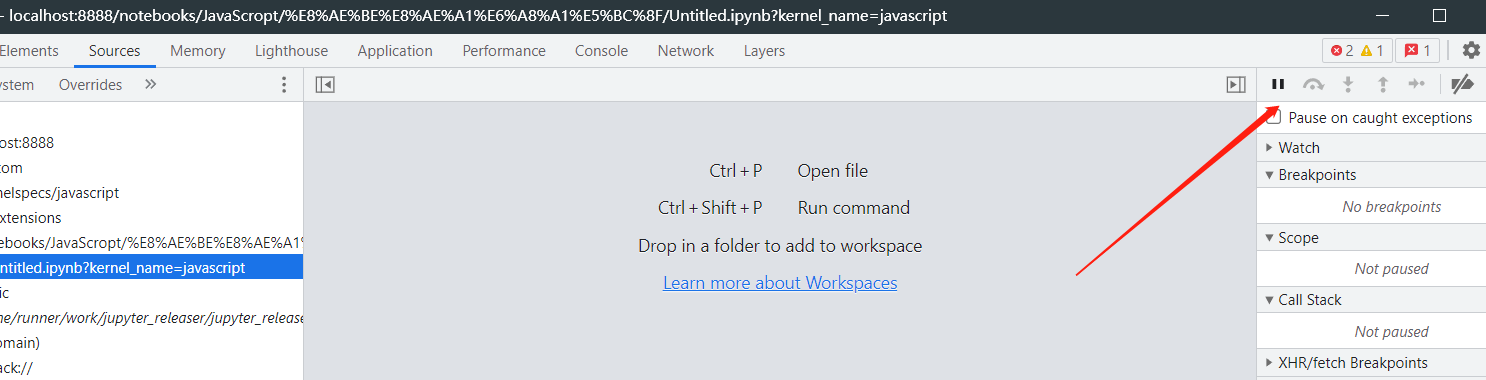 - localhost:8888/notebooks/JavaScropt/%E8%AE%BE%E8%AE%A1%E6%A8%A1%E5%BC%8F/Untitled.ipynb?kernel_name=javascript
Elements Sources Memory Lighthouse Application Performance Console Network Layers 2 1 1
ystem Overrides »
Pause on caught exceptions
ost:8888
com
nelspecs/javascript
extensions
ebooks/JavaScropt/%E8%AE%BE%E8%AE%A1%
ntitled.ipynb?kernel_name=javascript
ic
me/runner/work/jupyter_releaser/jupyter_release
omain)
ack://
Ctrl + P Open file
Ctrl + Shift + P Run command
Drop in a folder to add to workspace
Learn more about Workspaces
Watch
Breakpoints
No breakpoints
Scope
Not paused
Call Stack
Not paused
XHR/fetch Breakpoints